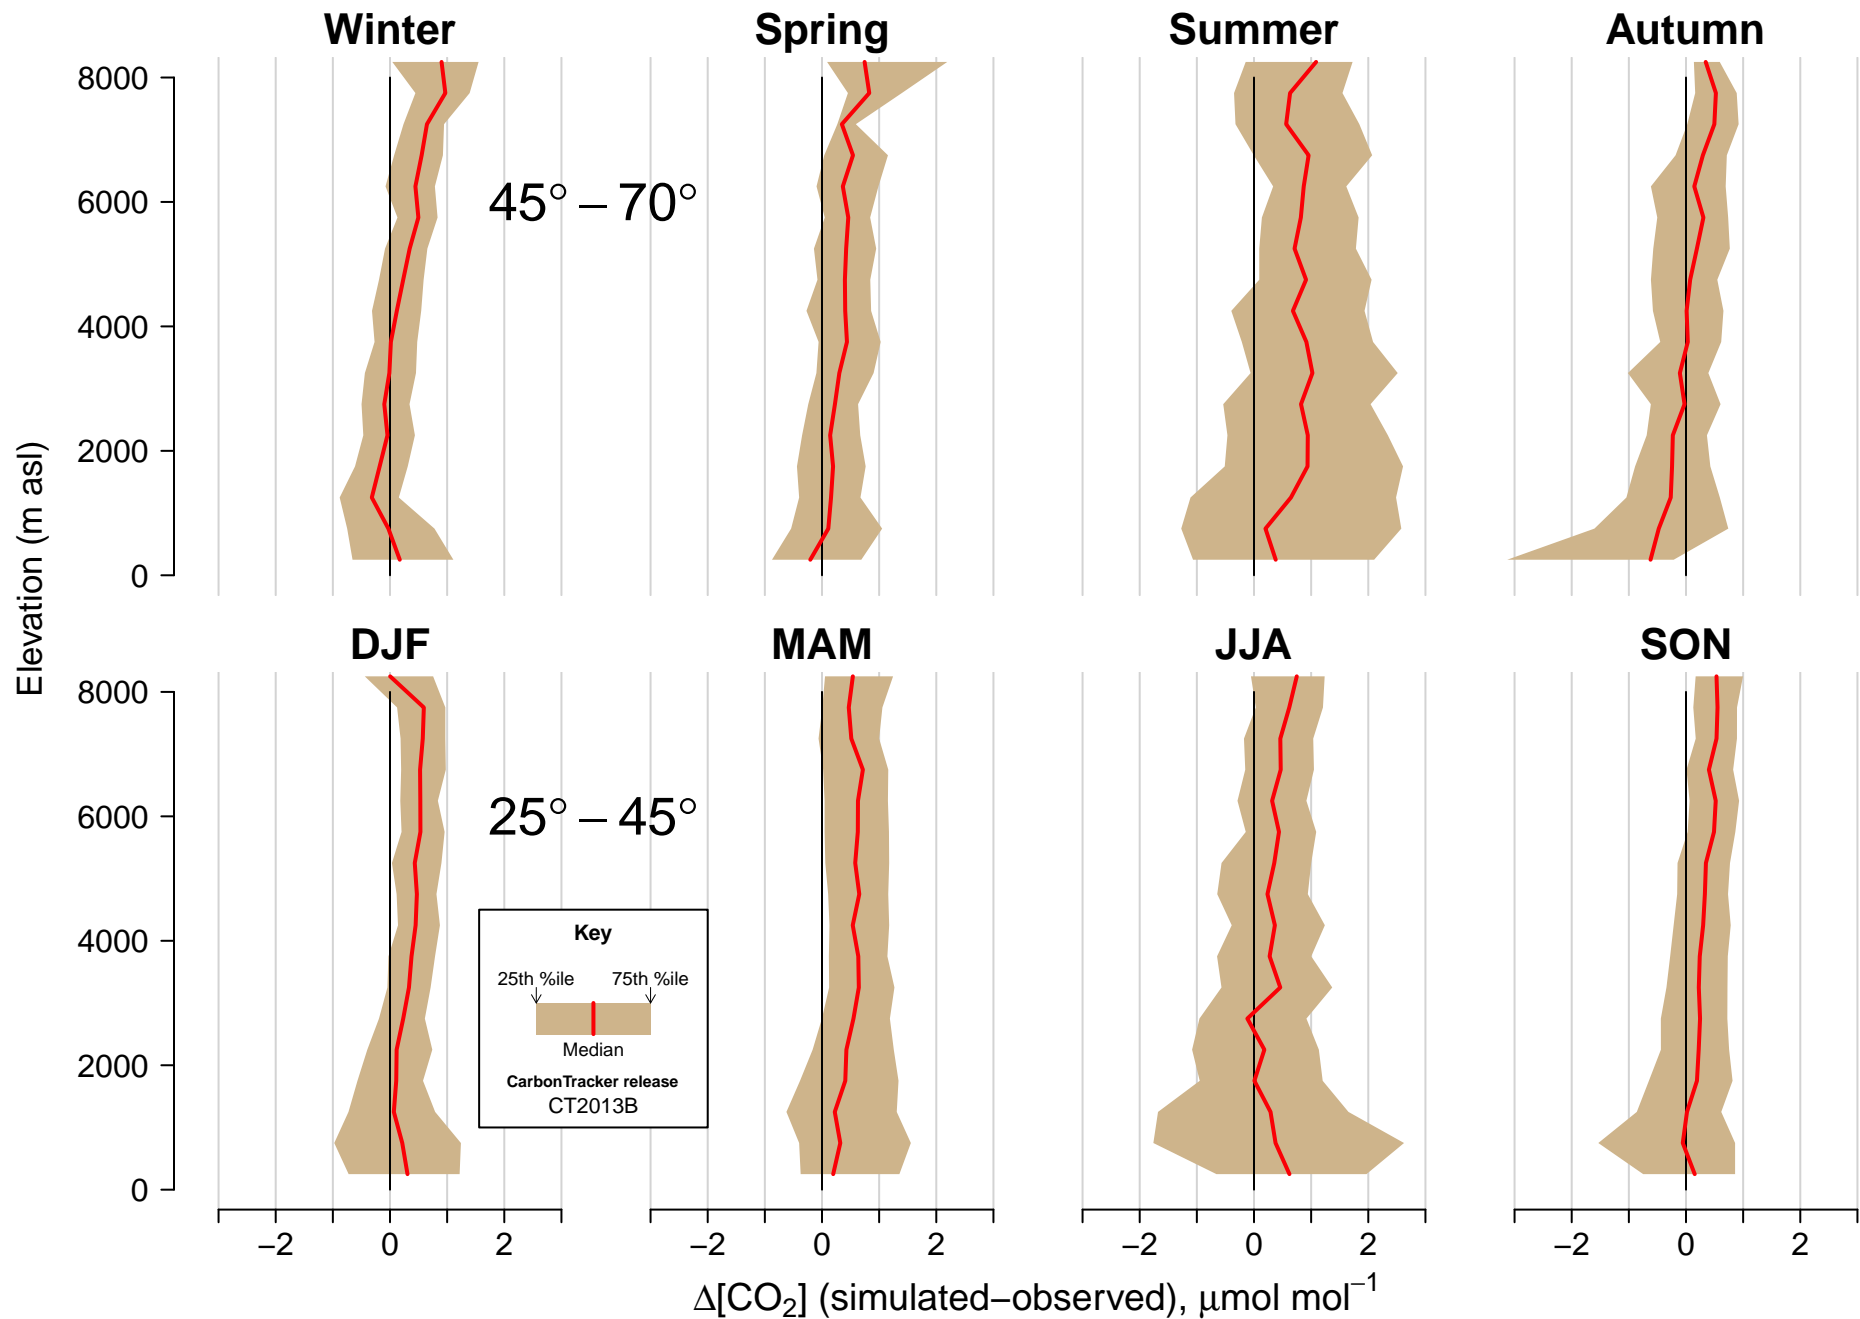 Winter Spring Summer Autumn
8000
6000
4000
2000
0
45° – 70°
Elevation (m asl)
DJF MAM JJA SON
8000
6000
4000
2000
0
25° – 45°
Key
25th %ile 75th %ile
Median
CarbonTracker release
CT2013B
−2 0 2 −2 0 2 −2 0 2 −2 0 2
Δ[CO₂] (simulated−observed), μmol mol⁻¹